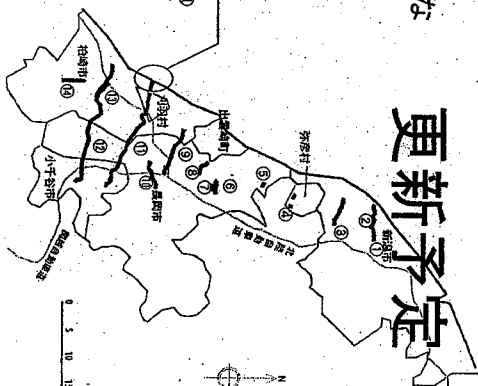 更新予定
①
新潟市
②
③
弥彦村
④
⑤
⑥
⑦
出雲崎町
⑧
⑨
長岡市
⑩
刈羽村
⑪
⑫
⑬
柏崎市
⑭
小千谷市
北陸自動車道
関越自動車道
N
0 5 10